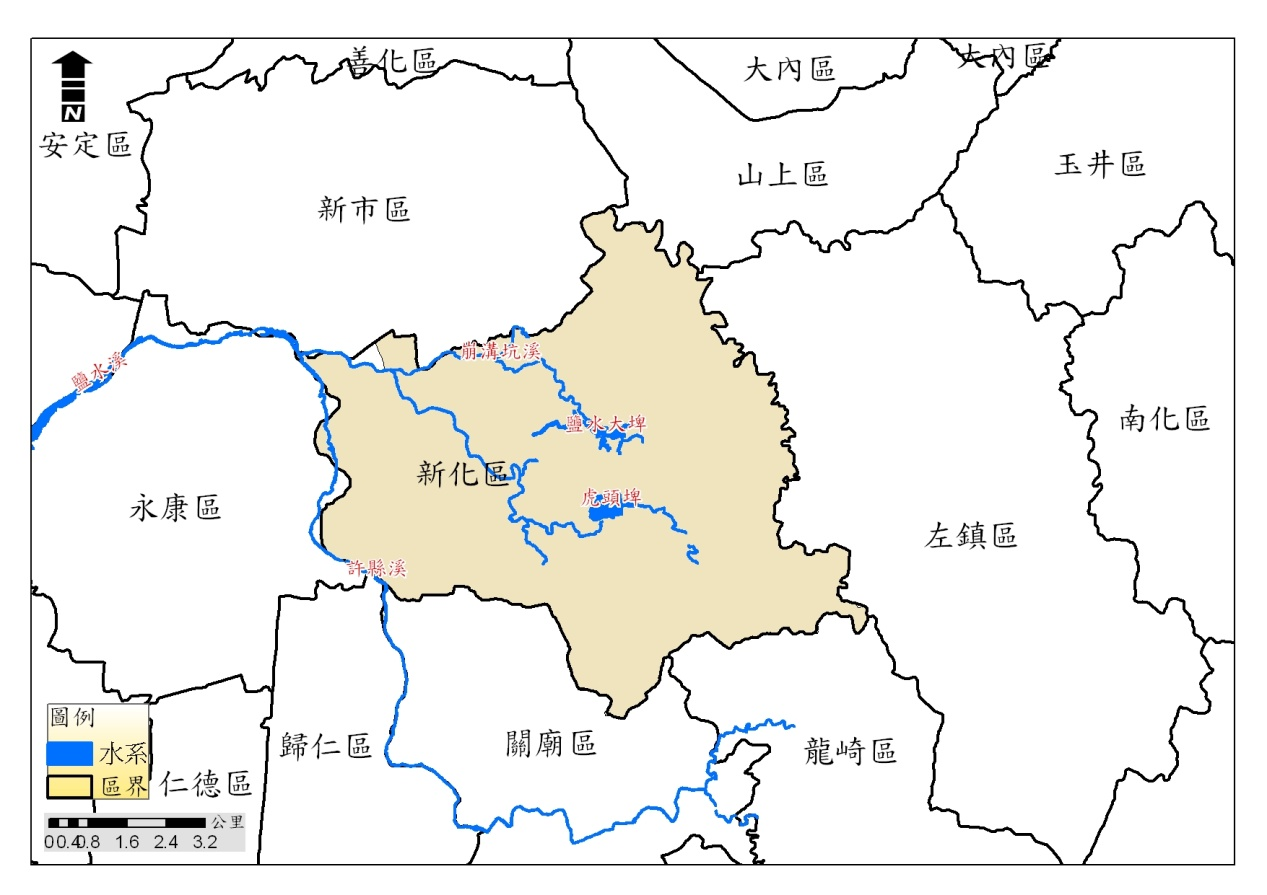 善化區
大內區
大內區
N
安定區
山上區
玉井區
新市區
崩溝坑溪
鹽水溪
鹽水大埤
南化區
新化區
虎頭埤
永康區
左鎮區
許縣溪
圖例
水系
區界
歸仁區
關廟區
龍崎區
仁德區
公里
0 0.4 0.8 1.6 2.4 3.2